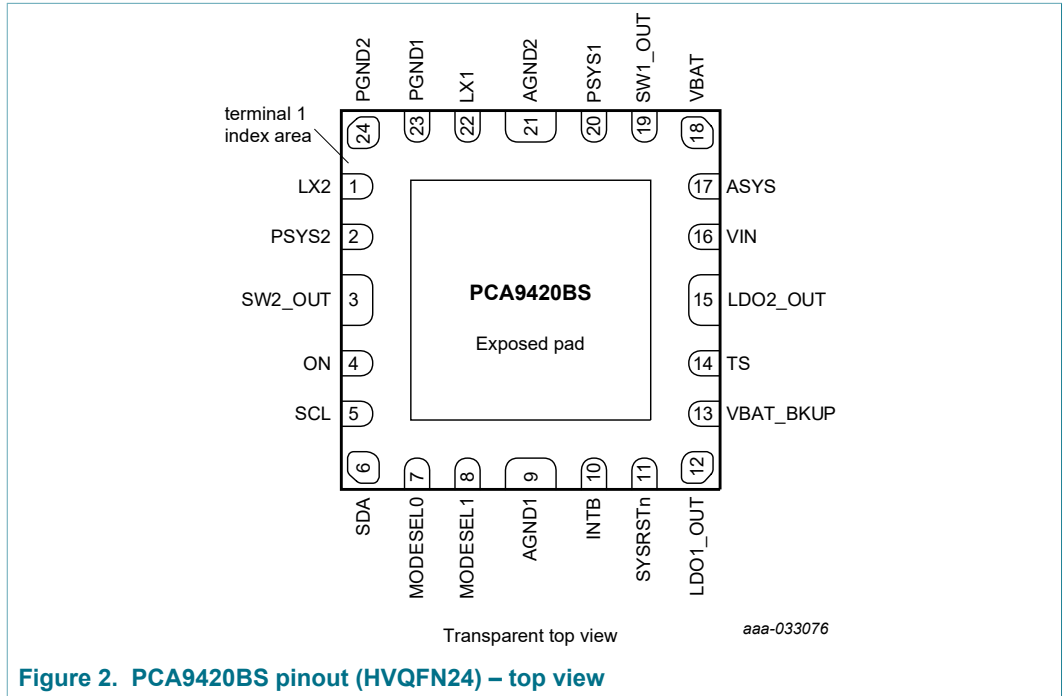 PGND2
PGND1
LX1
AGND2
PSYS1
SW1_OUT
VBAT
terminal 1
index area
24
23
22
21
20
19
18
LX2 1
17 ASYS
PSYS2 2
16 VIN
SW2_OUT 3
PCA9420BS
15 LDO2_OUT
Exposed pad
ON 4
14 TS
SCL 5
13 VBAT_BKUP
6
7
8
9
10
11
12
SDA
MODESEL0
MODESEL1
AGND1
INTB
SYSRSTn
LDO1_OUT
Transparent top view
aaa-033076
Figure 2. PCA9420BS pinout (HVQFN24) – top view